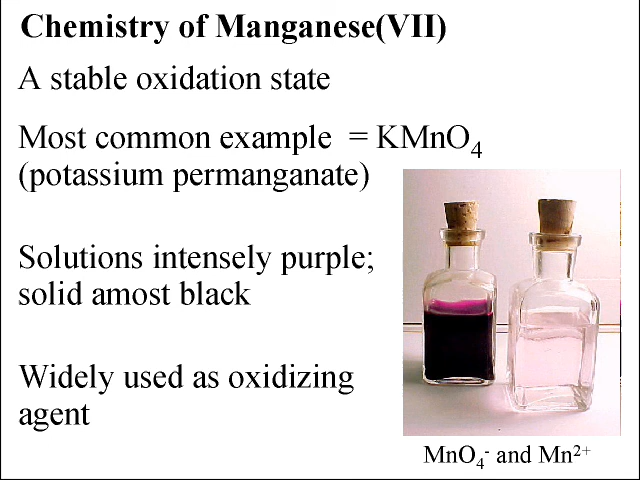 Chemistry of Manganese(VII)
A stable oxidation state
Most common example = KMnO₄
(potassium permanganate)
Solutions intensely purple;
solid amost black
Widely used as oxidizing
agent
MnO₄⁻ and Mn²⁺